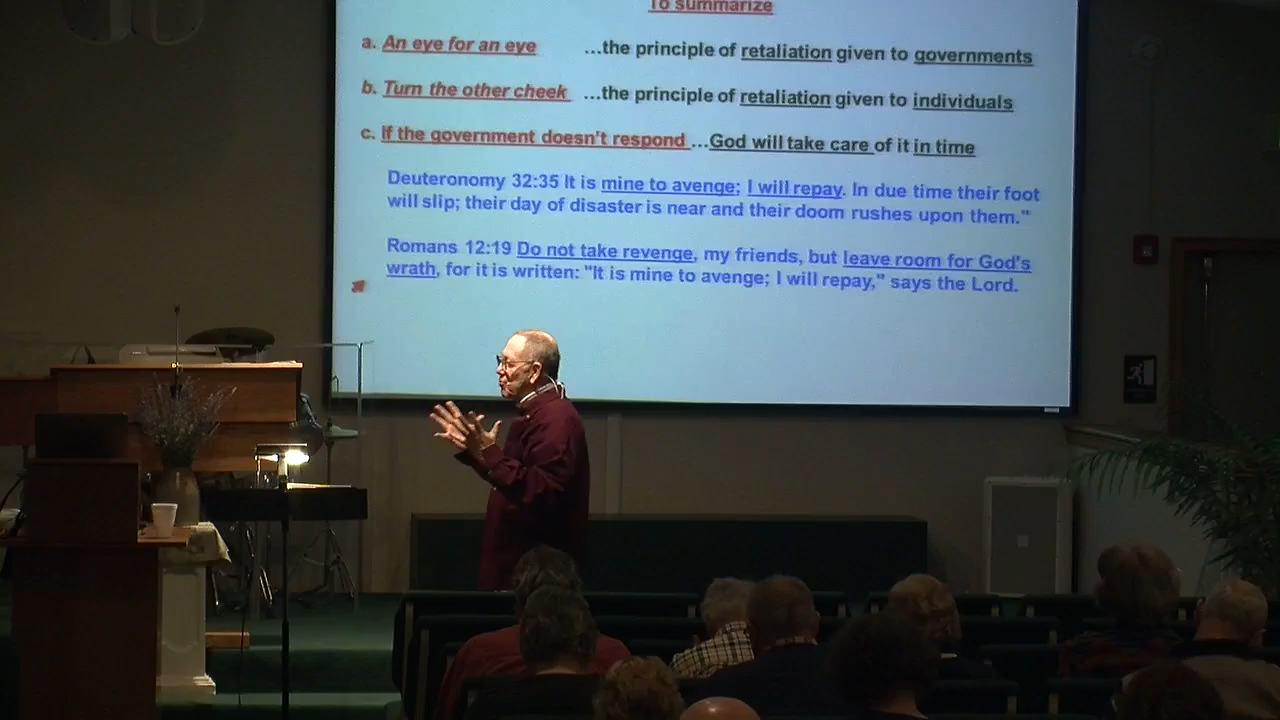 To summarize
a. An eye for an eye ...the principle of retaliation given to governments
b. Turn the other cheek ...the principle of retaliation given to individuals
c. If the government doesn't respond ...God will take care of it in time
Deuteronomy 32:35 It is mine to avenge; I will repay. In due time their foot
will slip; their day of disaster is near and their doom rushes upon them."
Romans 12:19 Do not take revenge, my friends, but leave room for God's
wrath, for it is written: "It is mine to avenge; I will repay," says the Lord.